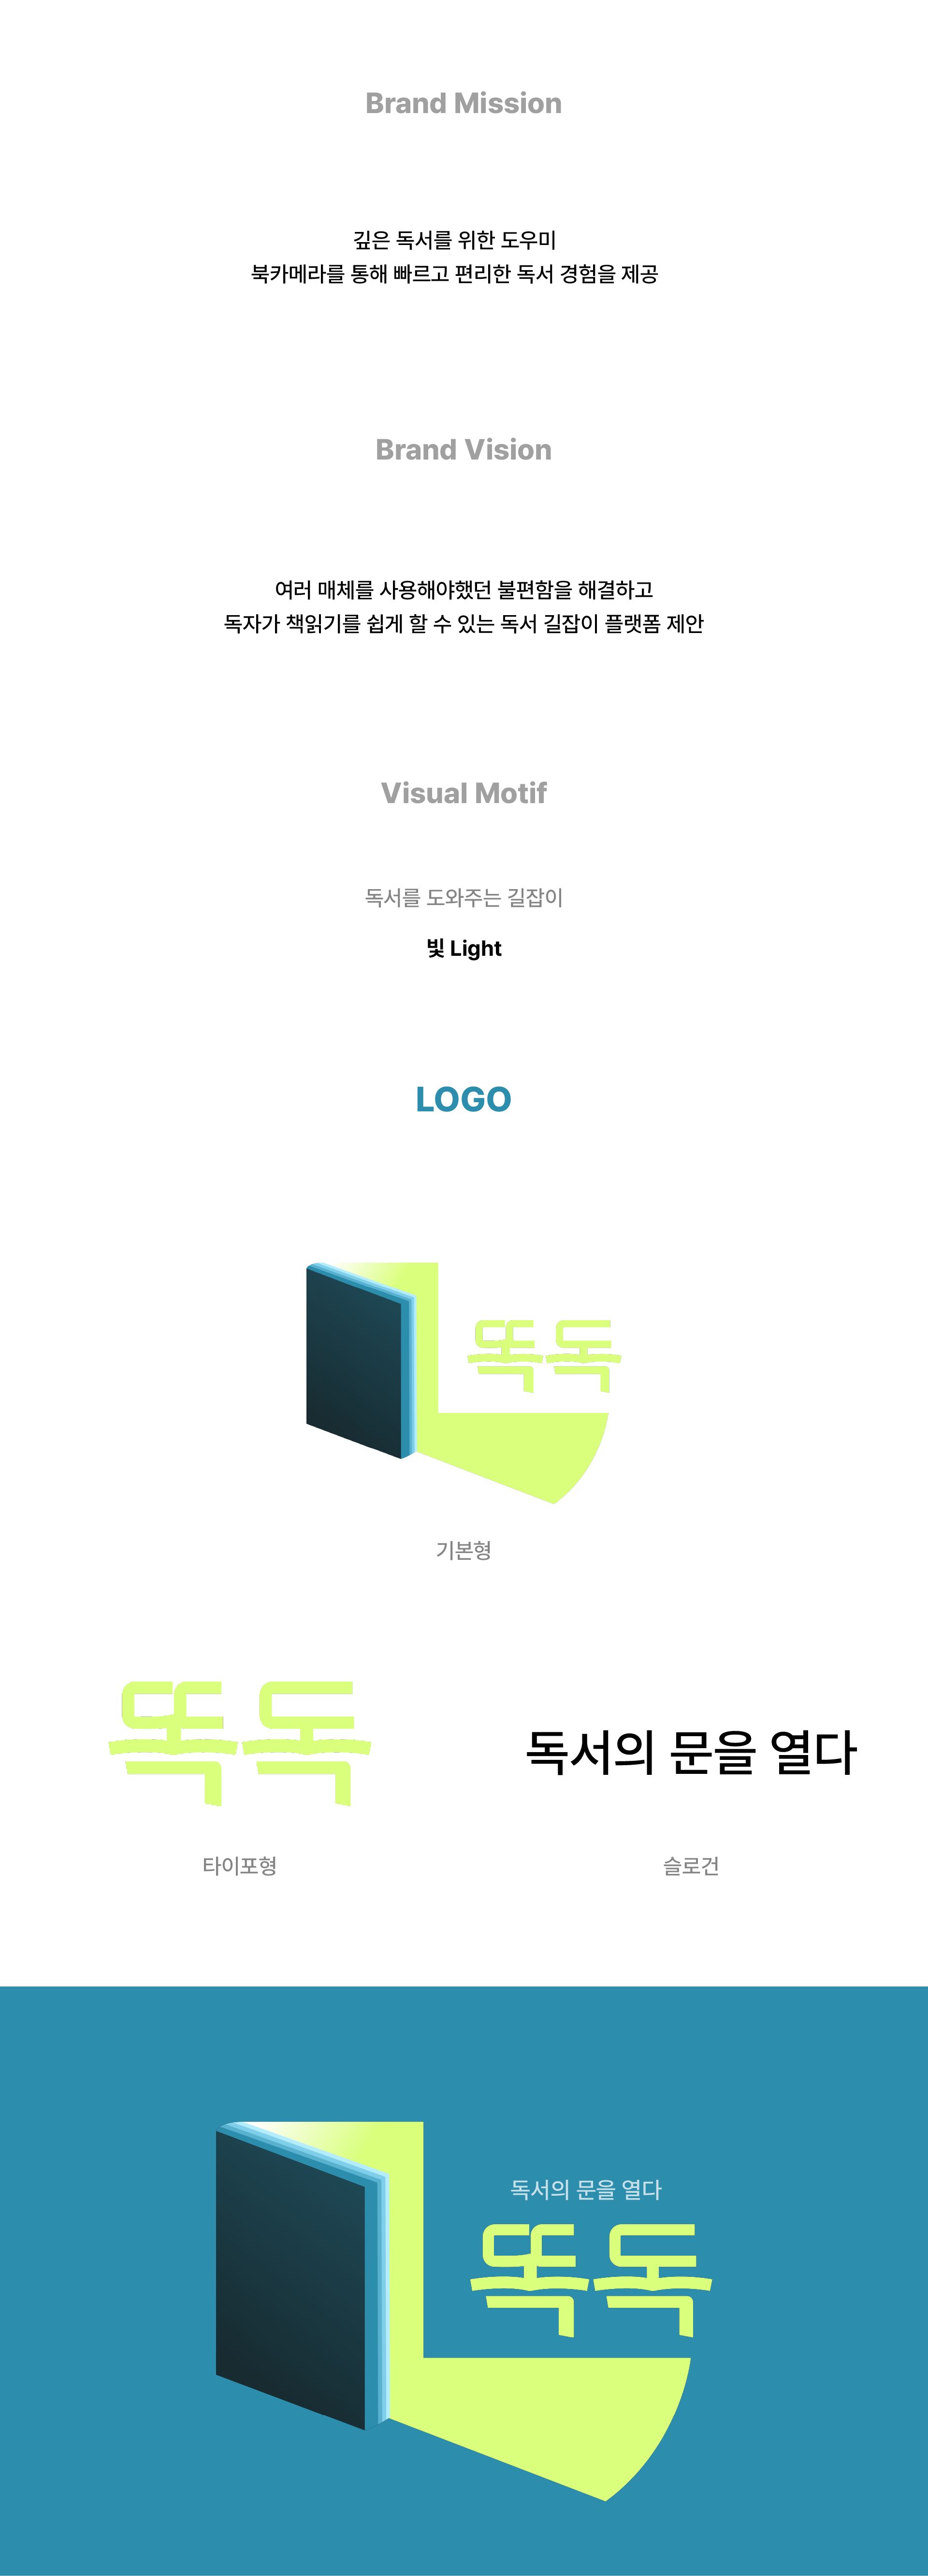 Brand Mission
깊은 독서를 위한 도우미
북카메라를 통해 빠르고 편리한 독서 경험을 제공
Brand Vision
여러 매체를 사용해야했던 불편함을 해결하고
독자가 책읽기를 쉽게 할 수 있는 독서 길잡이 플랫폼 제안
Visual Motif
독서를 도와주는 길잡이
빛 Light
LOGO
똑독
기본형
똑독
타이포형
독서의 문을 열다
슬로건
독서의 문을 열다
똑독